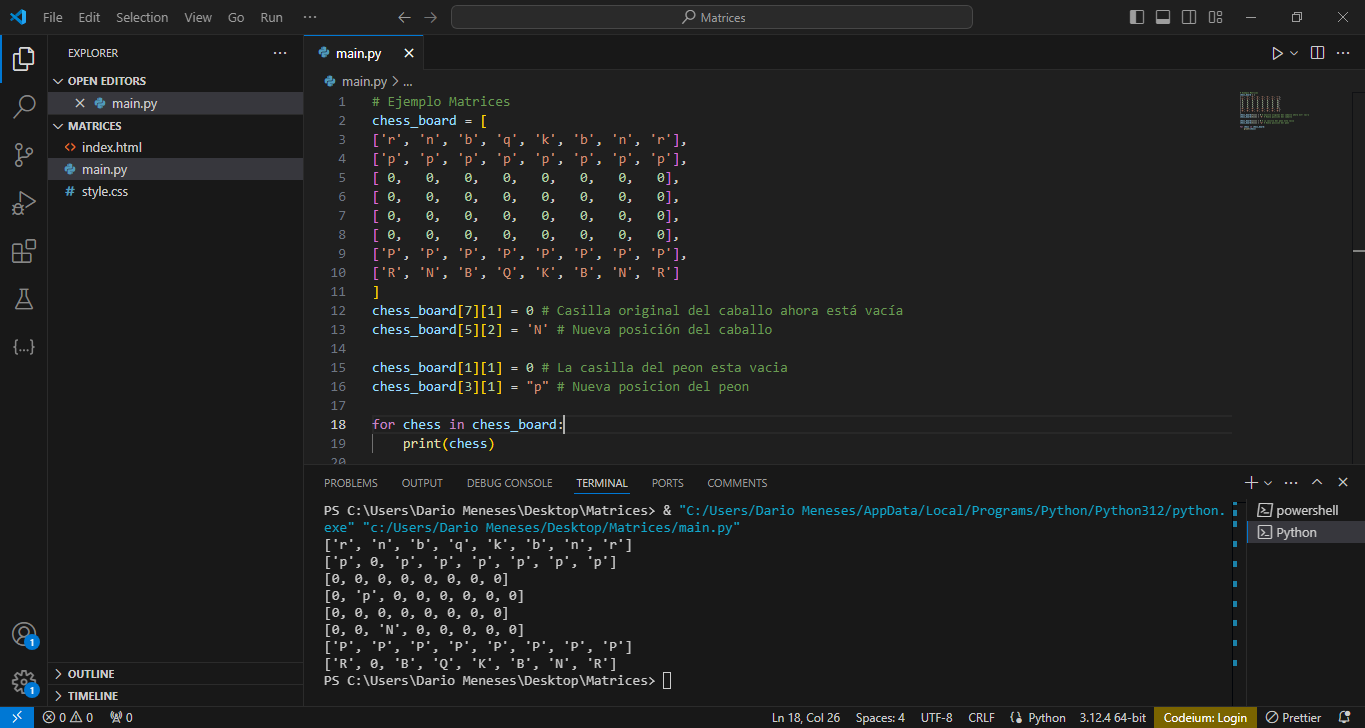 File Edit Selection View Go Run ··· Matrices
EXPLORER ···
OPEN EDITORS
main.py
MATRICES
index.html
main.py
style.css
OUTLINE
TIMELINE
main.py
main.py > ...
1 # Ejemplo Matrices
2 chess_board = [
3 ['r', 'n', 'b', 'q', 'k', 'b', 'n', 'r'],
4 ['p', 'p', 'p', 'p', 'p', 'p', 'p', 'p'],
5 [ 0, 0, 0, 0, 0, 0, 0, 0],
6 [ 0, 0, 0, 0, 0, 0, 0, 0],
7 [ 0, 0, 0, 0, 0, 0, 0, 0],
8 [ 0, 0, 0, 0, 0, 0, 0, 0],
9 ['P', 'P', 'P', 'P', 'P', 'P', 'P', 'P'],
10 ['R', 'N', 'B', 'Q', 'K', 'B', 'N', 'R']
11 ]
12 chess_board[7][1] = 0 # Casilla original del caballo ahora está vacía
13 chess_board[5][2] = 'N' # Nueva posición del caballo
14
15 chess_board[1][1] = 0 # La casilla del peon esta vacia
16 chess_board[3][1] = "p" # Nueva posicion del peon
17
18 for chess in chess_board:
19 print(chess)
20
PROBLEMS OUTPUT DEBUG CONSOLE TERMINAL PORTS COMMENTS
PS C:\Users\Dario Meneses\Desktop\Matrices> & "C:/Users/Dario Meneses/AppData/Local/Programs/Python/Python312/python.
exe" "c:/Users/Dario Meneses/Desktop/Matrices/main.py"
['r', 'n', 'b', 'q', 'k', 'b', 'n', 'r']
['p', 0, 'p', 'p', 'p', 'p', 'p', 'p']
[0, 0, 0, 0, 0, 0, 0, 0]
[0, 'p', 0, 0, 0, 0, 0, 0]
[0, 0, 0, 0, 0, 0, 0, 0]
[0, 0, 'N', 0, 0, 0, 0, 0]
['P', 'P', 'P', 'P', 'P', 'P', 'P', 'P']
['R', 0, 'B', 'Q', 'K', 'B', 'N', 'R']
PS C:\Users\Dario Meneses\Desktop\Matrices>
powershell
Python
1
1
0 0 0 Ln 18, Col 26 Spaces: 4 UTF-8 CRLF Python 3.12.4 64-bit Codeium: Login Prettier